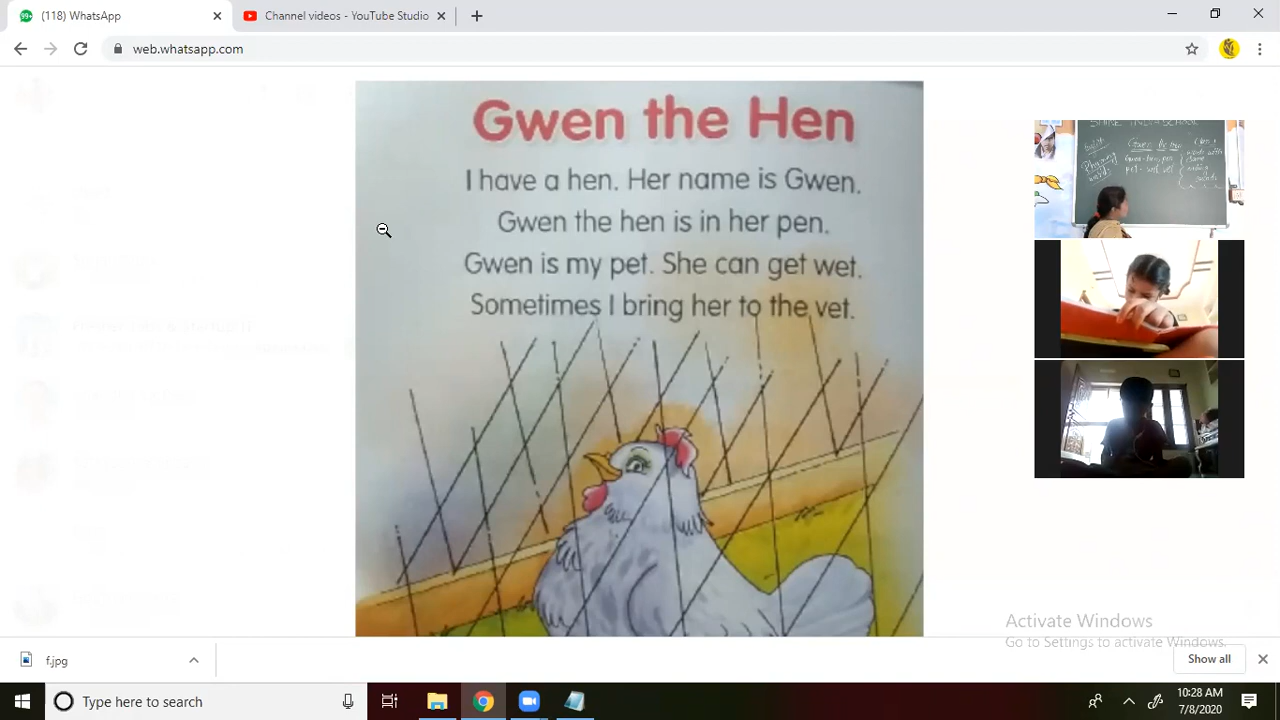 (118) WhatsApp
Channel videos - YouTube Studio
web.whatsapp.com
Gwen the Hen
I have a hen. Her name is Gwen.
Gwen the hen is in her pen.
Gwen is my pet. She can get wet.
Sometimes I bring her to the vet.
Activate Windows
Go to Settings to activate Windows.
f.jpg
Show all
Type here to search
10:28 AM
7/8/2020